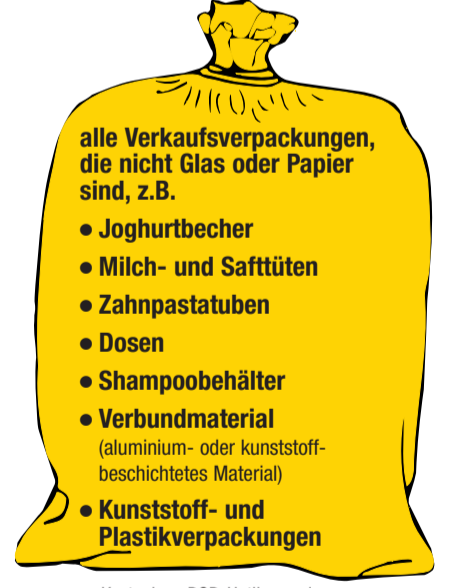 alle Verkaufsverpackungen,
die nicht Glas oder Papier
sind, z.B.
• Joghurtbecher
• Milch- und Safttüten
• Zahnpastatuben
• Dosen
• Shampoobehälter
• Verbundmaterial
(aluminium- oder kunststoff-
beschichtetes Material)
• Kunststoff- und
Plastikverpackungen